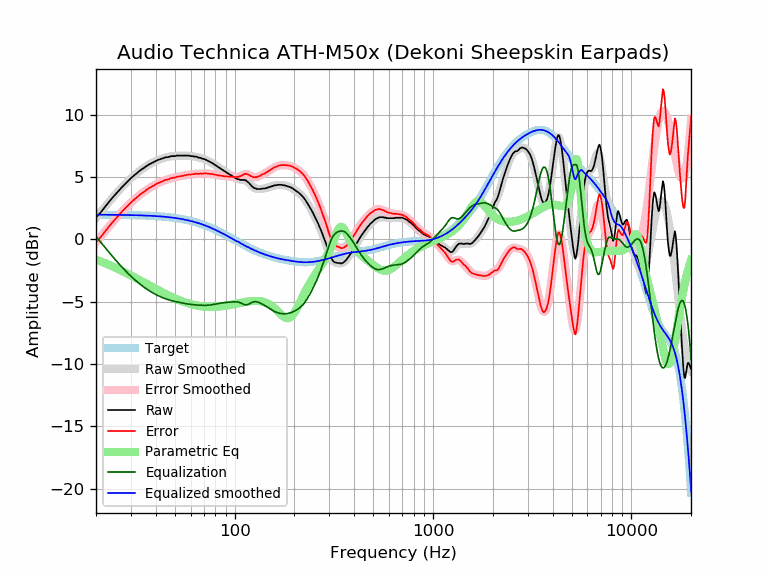 Audio Technica ATH-M50x (Dekoni Sheepskin Earpads)
10
5
0
−5
−10
−15
−20
Amplitude (dBr)
Target
Raw Smoothed
Error Smoothed
Raw
Error
Parametric Eq
Equalization
Equalized smoothed
100
1000
10000
Frequency (Hz)